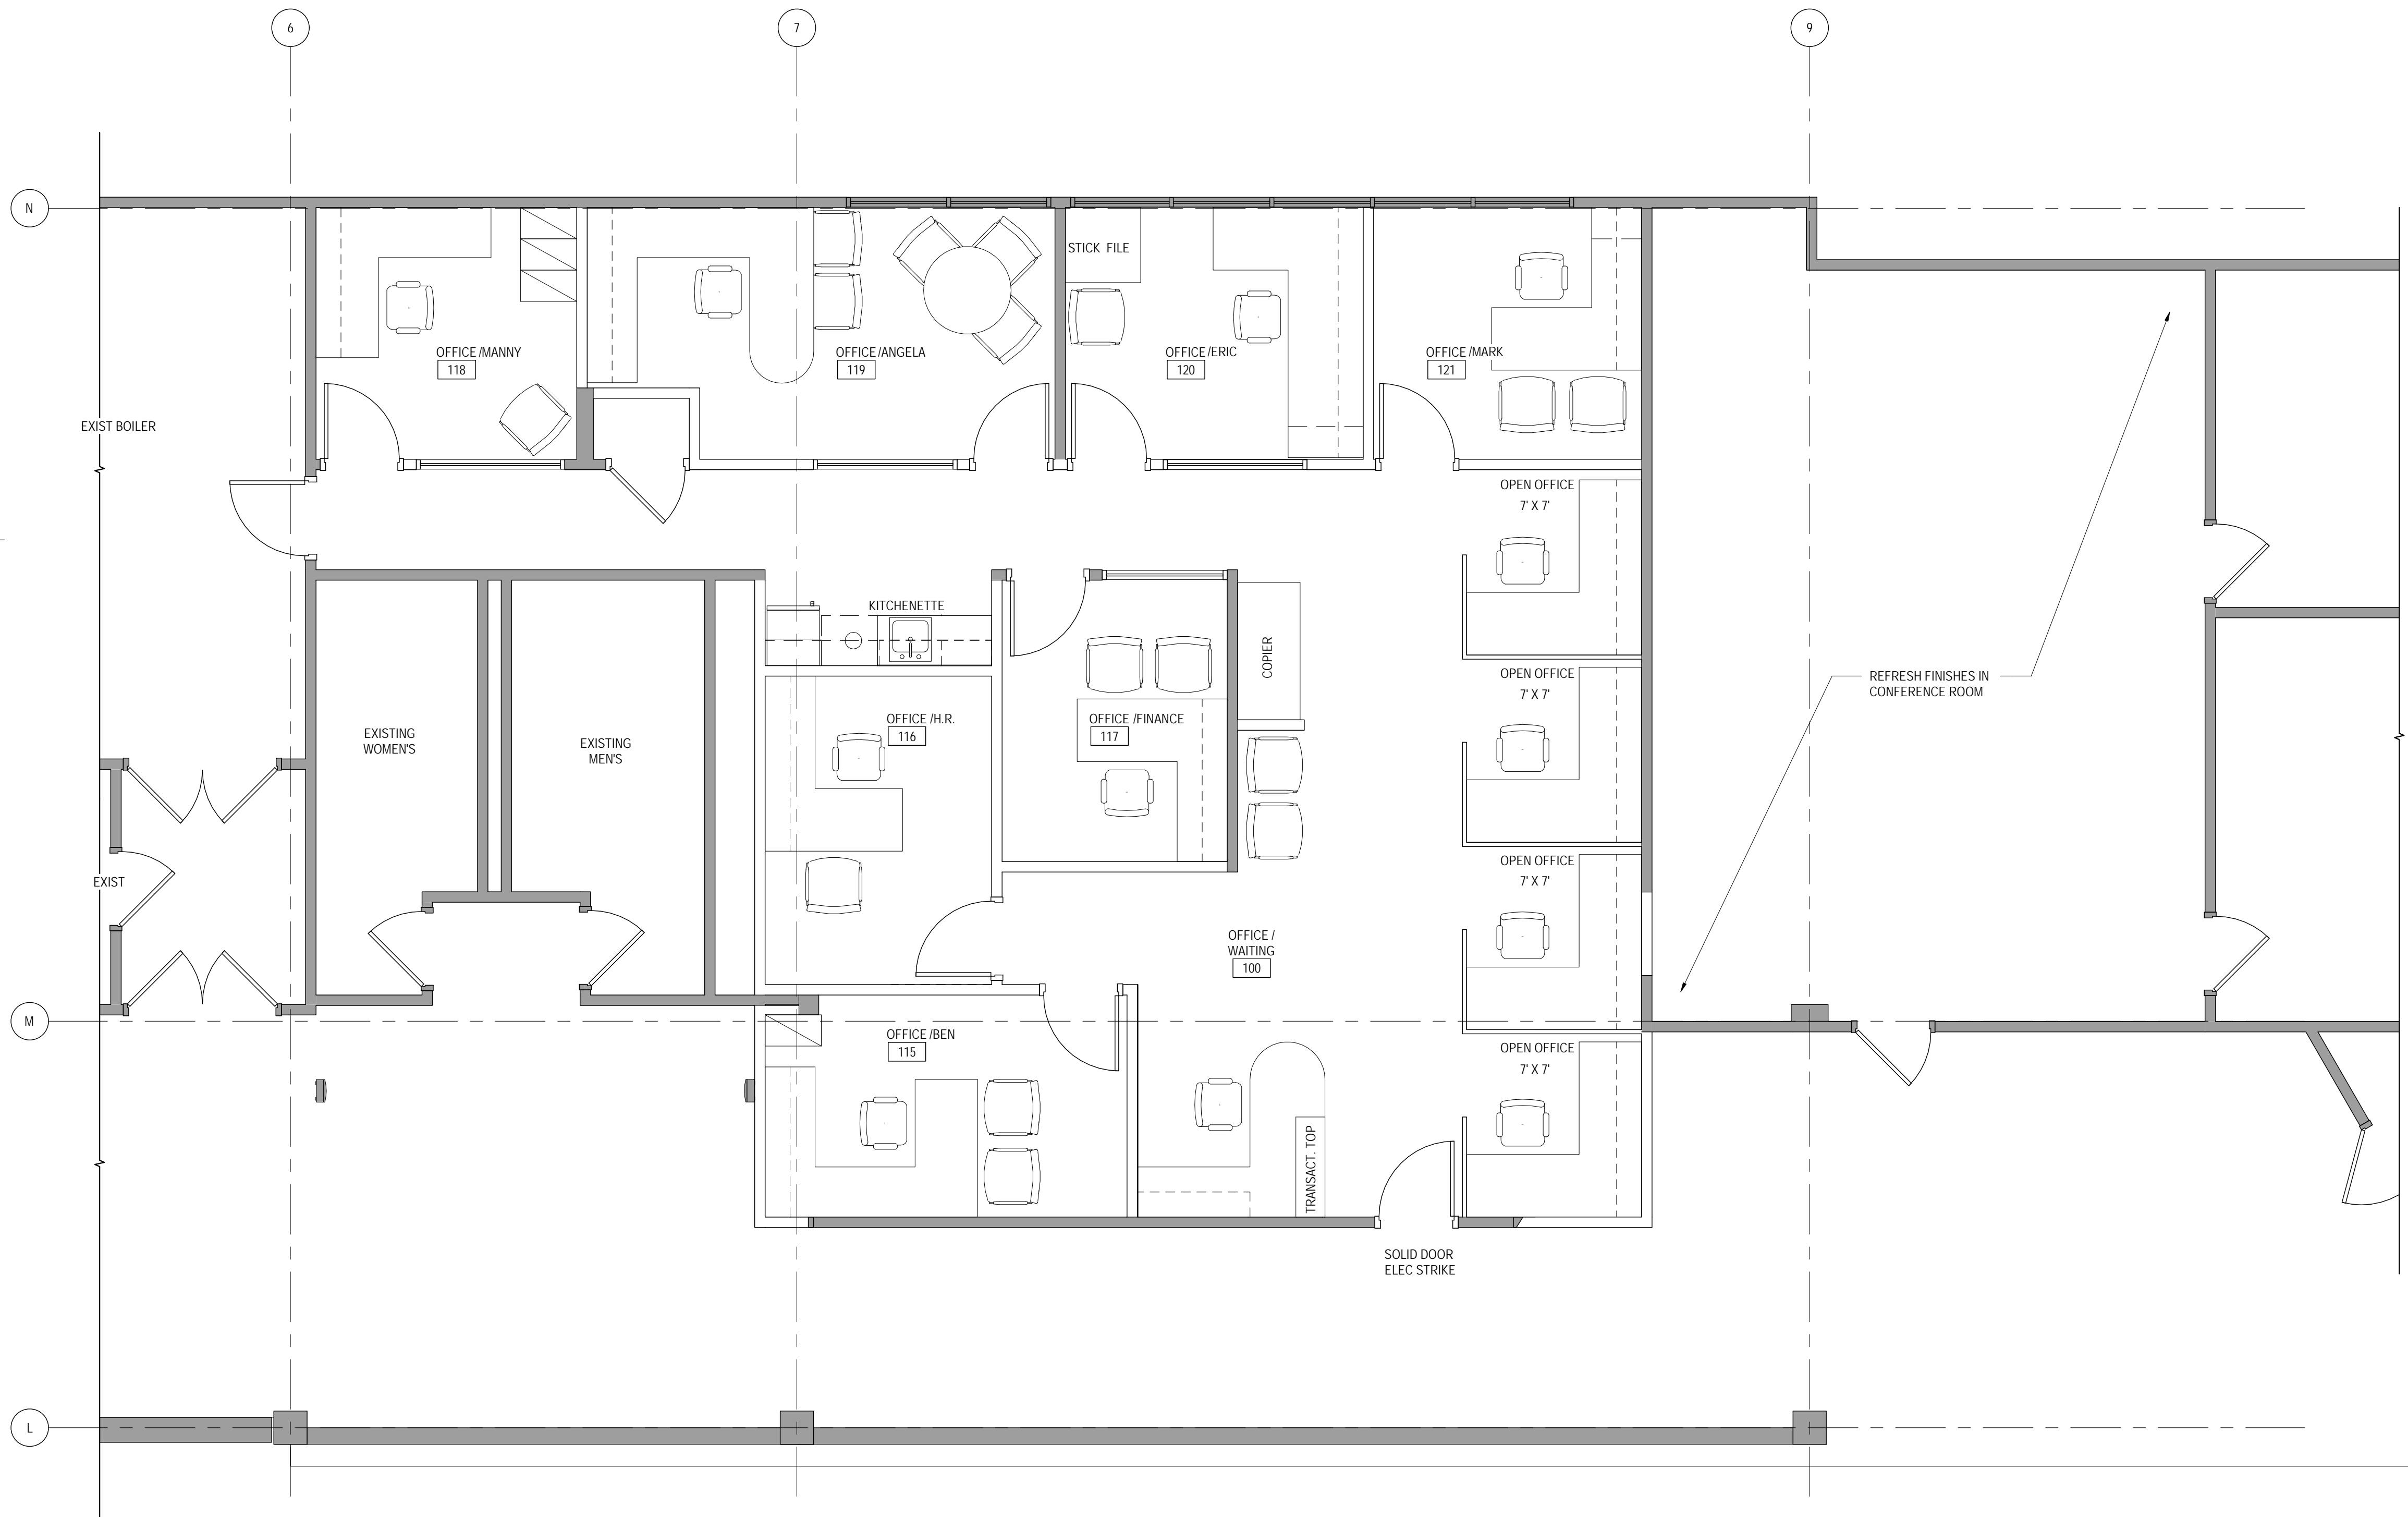 6
7
9
N
STICK FILE
OFFICE /MANNY
118
OFFICE /ANGELA
119
OFFICE /ERIC
120
OFFICE /MARK
121
EXIST BOILER
OPEN OFFICE
7' X 7'
KITCHENETTE
COPIER
OPEN OFFICE
7' X 7'
REFRESH FINISHES IN
CONFERENCE ROOM
EXISTING
WOMEN'S
EXISTING
MEN'S
OFFICE /H.R.
116
OFFICE /FINANCE
117
EXIST
OPEN OFFICE
7' X 7'
OFFICE /
WAITING
100
M
OFFICE /BEN
115
OPEN OFFICE
7' X 7'
TRANSACT. TOP
SOLID DOOR
ELEC STRIKE
L